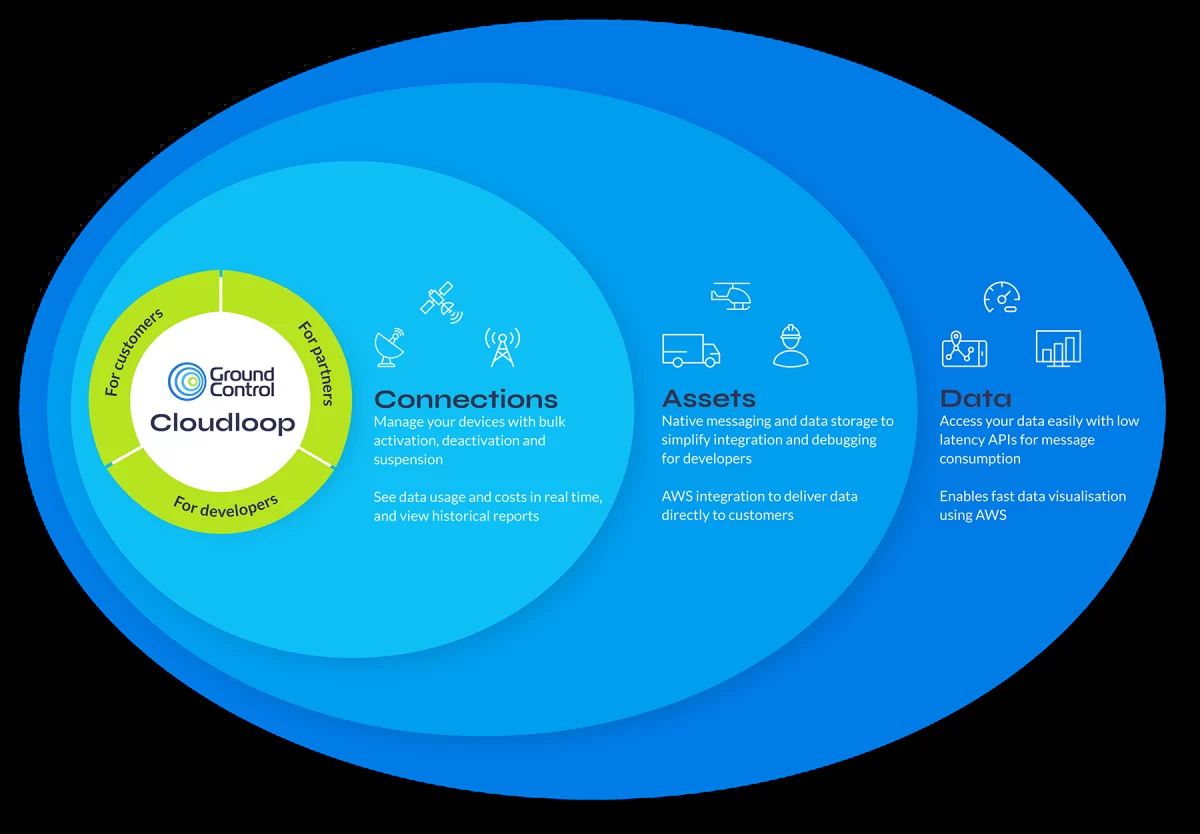 For customers
For partners
For developers
Ground
Control
Cloudloop
Connections
Manage your devices with bulk
activation, deactivation and
suspension
See data usage and costs in real time,
and view historical reports
Assets
Native messaging and data storage to
simplify integration and debugging
for developers
AWS integration to deliver data
directly to customers
Data
Access your data easily with low
latency APIs for message
consumption
Enables fast data visualisation
using AWS